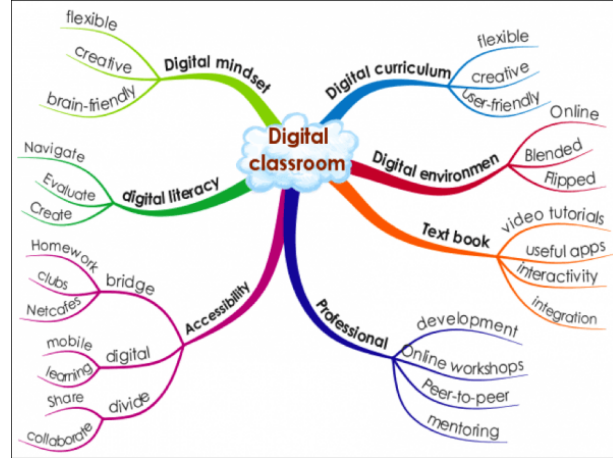 Digital
classroom
Digital mindset
flexible
creative
brain-friendly
digital literacy
Navigate
Evaluate
Create
Accessibility
bridge
Homework
clubs
Netcafes
digital
mobile
learning
divide
Share
collaborate
Digital curriculum
flexible
creative
user-friendly
Digital environmen
Online
Blended
Flipped
Text book
video tutorials
useful apps
interactivity
integration
Professional
development
Online workshops
Peer-to-peer
mentoring